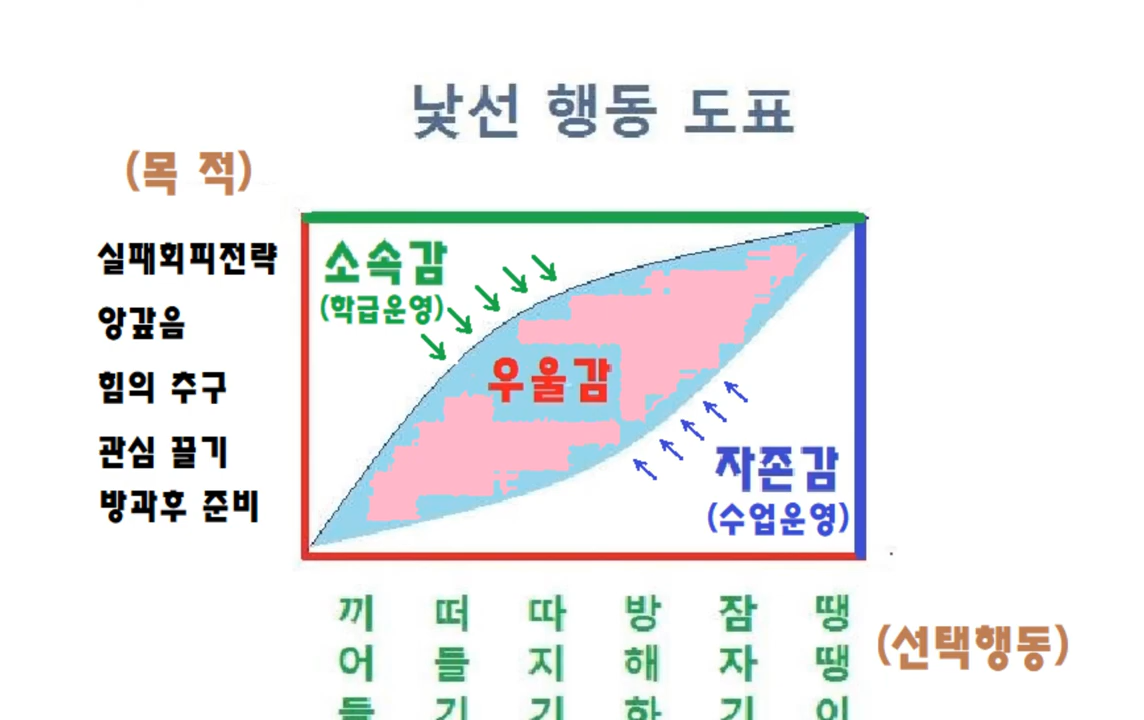 낯선 행동 도표
(목 적)
실패회피전략
앙갚음
힘의 추구
관심 끌기
방과후 준비
소속감
(학급운영)
우울감
자존감
(수업운영)
끼어들
떠들기
따지기
방해하
잠자기
땡땡이
(선택행동)